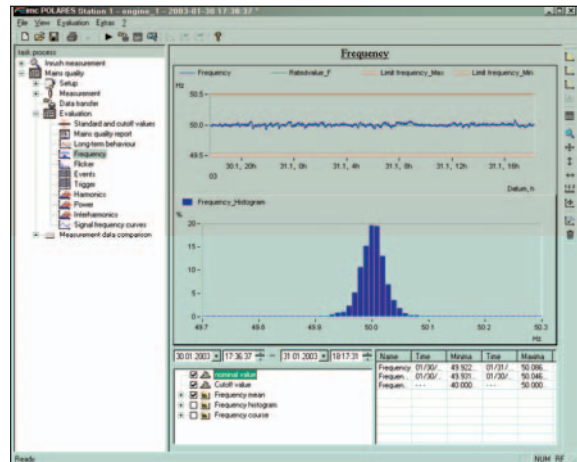 imc POLARES Station 1 - engine_1 - 2003-01-30 17:36:37 *
File View Evaluation Extras ?
task process
Inrush measurement
Mains quality
Setup
Measurement
Data transfer
Evaluation
Standard and cutoff values
Mains quality report
Long-term behaviour
Frequency
Flicker
Events
Trigger
Harmonics
Power
Interharmonics
Signal frequency curves
Measurement data comparison
Frequency
Frequency Ratedvalue_F Limit frequency_Max Limit frequency_Min
Hz
50.5
50.0
49.5
30.1, 20h 31.1, 0h 31.1, 4h 31.1, 8h 31.1, 12h 31.1, 16h
03
Datum, h
Frequency_Histogram
%
20
15
10
5
0
49.7 49.8 49.9 50.0 50.1 50.2 50.3
Hz
30.01.2003 17:36:37 - 31.01.2003 18:17:31
nominal value
Cutoff value
Frequency mean
Frequency histogram
Frequency course
Name Time Minima Time Maxima
Frequency 01/30/... 49.922... 01/31/... 50.086...
Frequen... 01/30/... 49.931... 01/30/... 50.046...
Frequen... --- 40.000... --- 50.000...
Ready
NUM RF